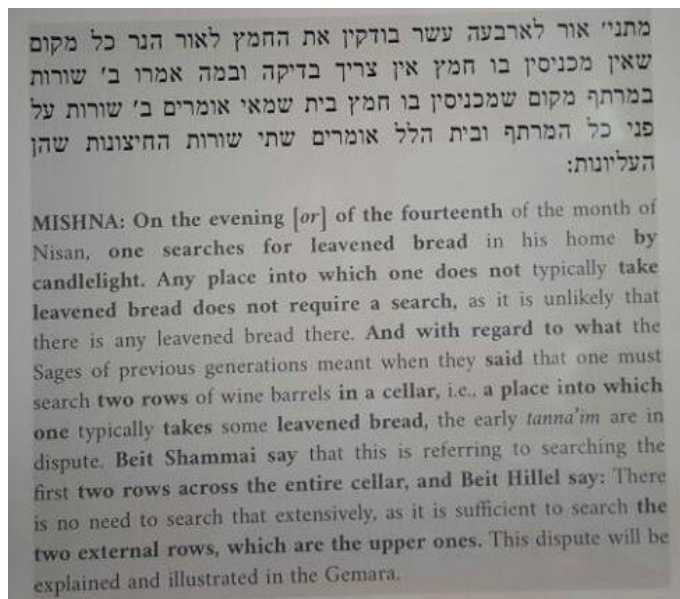 מתני׳ אור לארבעה עשר בודקין את החמץ לאור הנר כל מקום
שאין מכניסין בו חמץ אין צריך בדיקה ובמה אמרו ב׳ שורות
במרתף מקום שמכניסין בו חמץ בית שמאי אומרים ב׳ שורות על
פני כל המרתף ובית הלל אומרים שתי שורות החיצונות שהן
העליונות:
MISHNA: On the evening [or] of the fourteenth of the month of
Nisan, one searches for leavened bread in his home by
candlelight. Any place into which one does not typically take
leavened bread does not require a search, as it is unlikely that
there is any leavened bread there. And with regard to what the
Sages of previous generations meant when they said that one must
search two rows of wine barrels in a cellar, i.e., a place into which
one typically takes some leavened bread, the early tanna'im are in
dispute. Beit Shammai say that this is referring to searching the
first two rows across the entire cellar, and Beit Hillel say: There
is no need to search that extensively, as it is sufficient to search the
two external rows, which are the upper ones. This dispute will be
explained and illustrated in the Gemara.